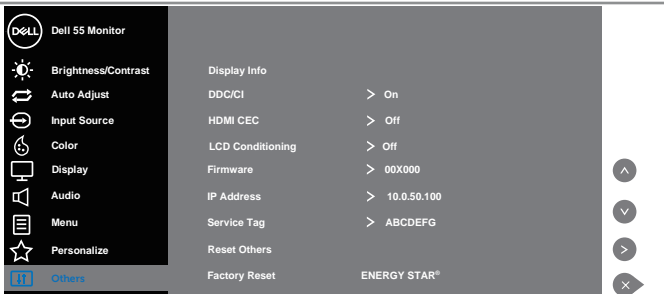 DELL Dell 55 Monitor
Brightness/Contrast Display Info
Auto Adjust DDC/CI > On
Input Source HDMI CEC > Off
Color LCD Conditioning > Off
Display Firmware > 00X000
Audio IP Address > 10.0.50.100
Menu Service Tag > ABCDEFG
Personalize Reset Others
Others Factory Reset ENERGY STAR®